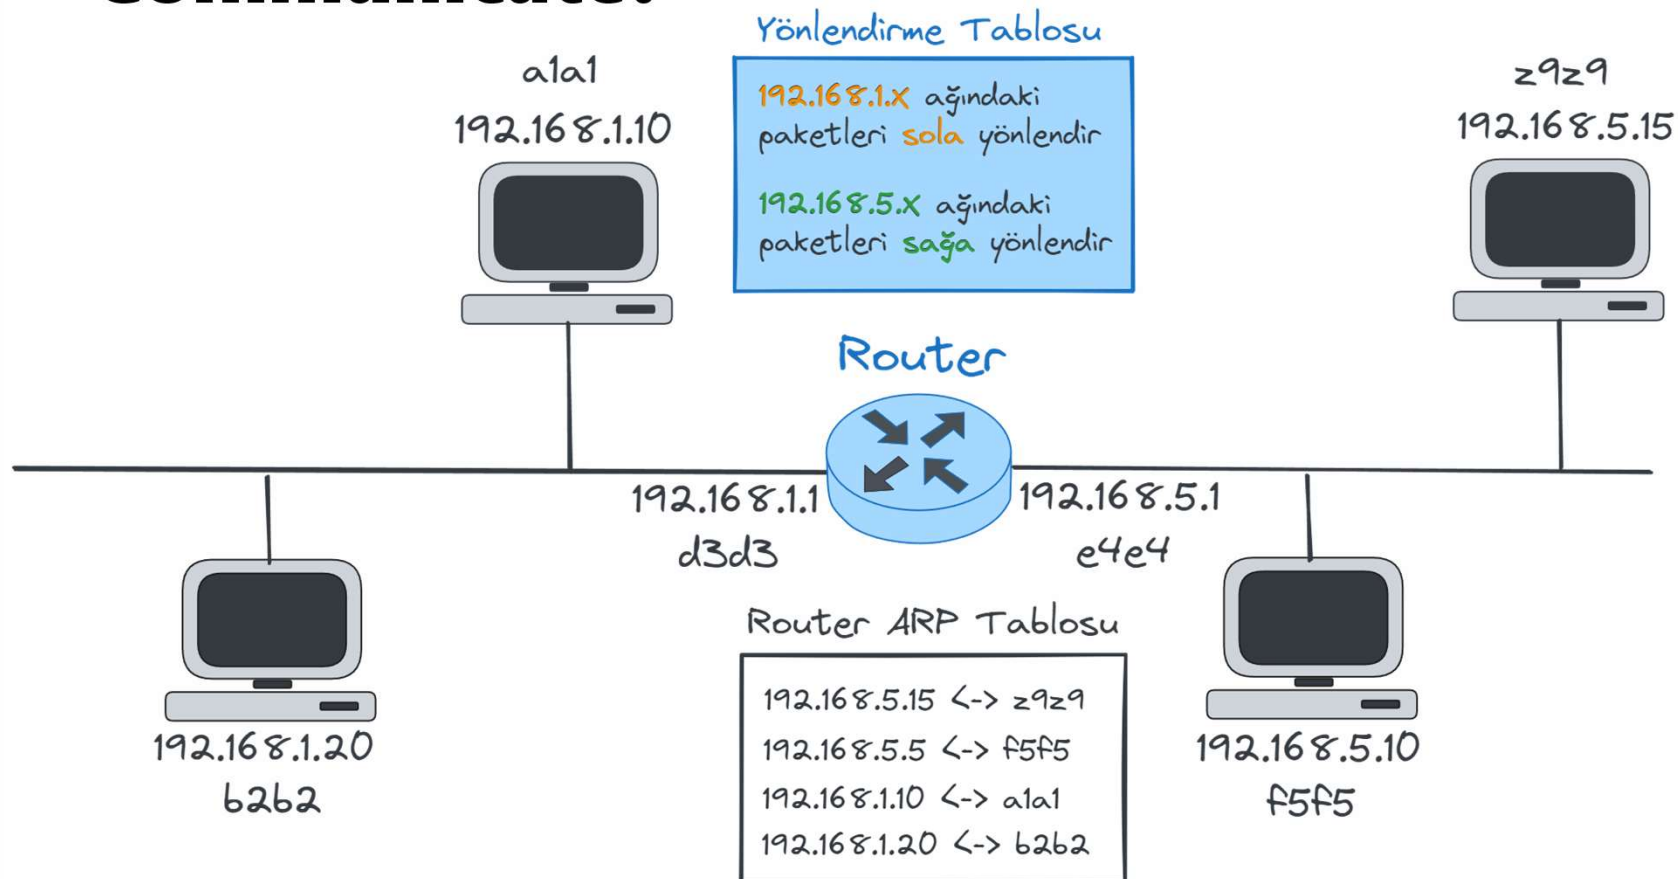 Yönlendirme Tablosu
192.168.1.X ağındaki
paketleri sola yönlendir
192.168.5.X ağındaki
paketleri sağa yönlendir
a1a1
192.168.1.10
z9z9
192.168.5.15
Router
192.168.1.1
d3d3
192.168.5.1
e4e4
192.168.1.20
b2b2
Router ARP Tablosu
192.168.5.15 <-> z9z9
192.168.5.5 <-> f5f5
192.168.1.10 <-> a1a1
192.168.1.20 <-> b2b2
192.168.5.10
f5f5